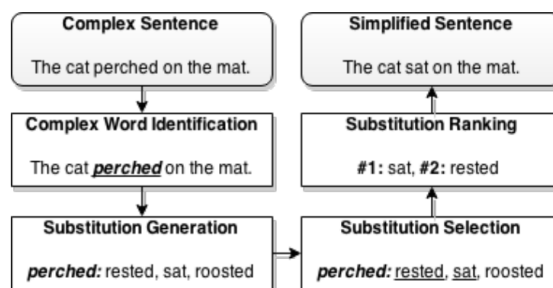 Complex Sentence
The cat perched on the mat.
Complex Word Identification
The cat perched on the mat.
Substitution Generation
perched: rested, sat, roosted
Substitution Selection
perched: rested, sat, roosted
Substitution Ranking
#1: sat, #2: rested
Simplified Sentence
The cat sat on the mat.